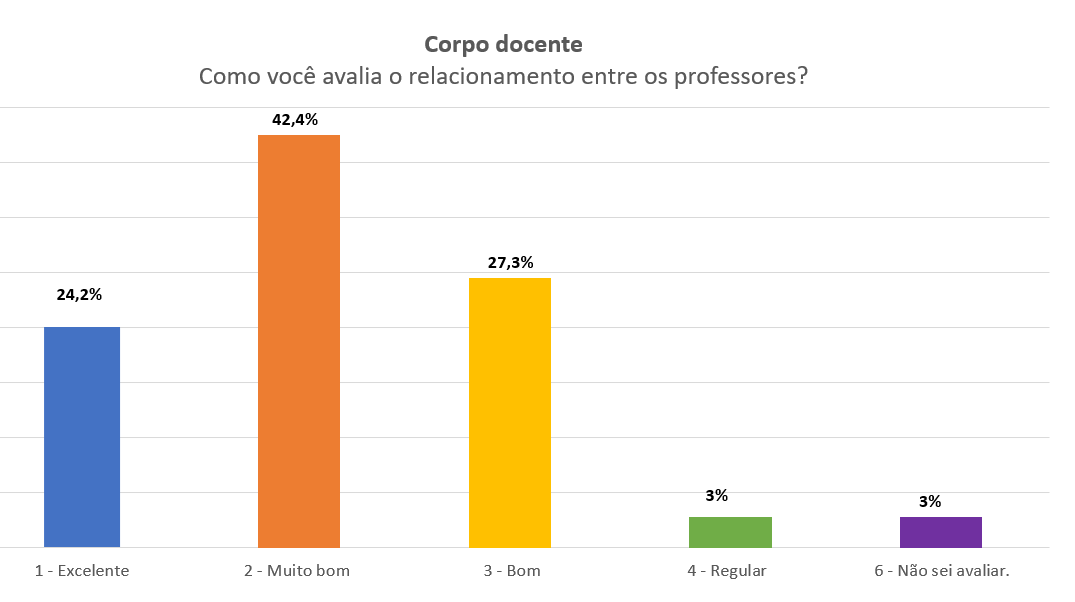 Corpo docente
Como você avalia o relacionamento entre os professores?
42,4%
27,3%
24,2%
3%
3%
1 - Excelente
2 - Muito bom
3 - Bom
4 - Regular
6 - Não sei avaliar.